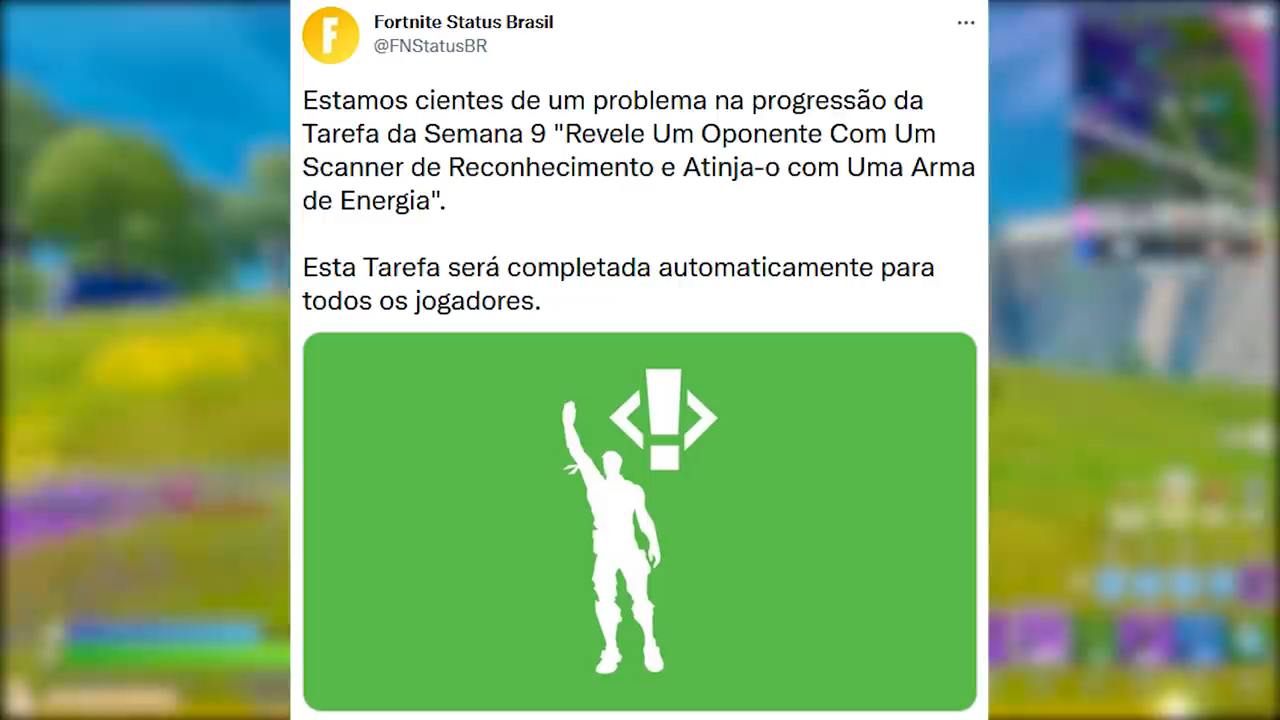 F
Fortnite Status Brasil
@FNStatusBR
Estamos cientes de um problema na progressão da
Tarefa da Semana 9 "Revele Um Oponente Com Um
Scanner de Reconhecimento e Atinja-o com Uma Arma
de Energia".
Esta Tarefa será completada automaticamente para
todos os jogadores.
<!>